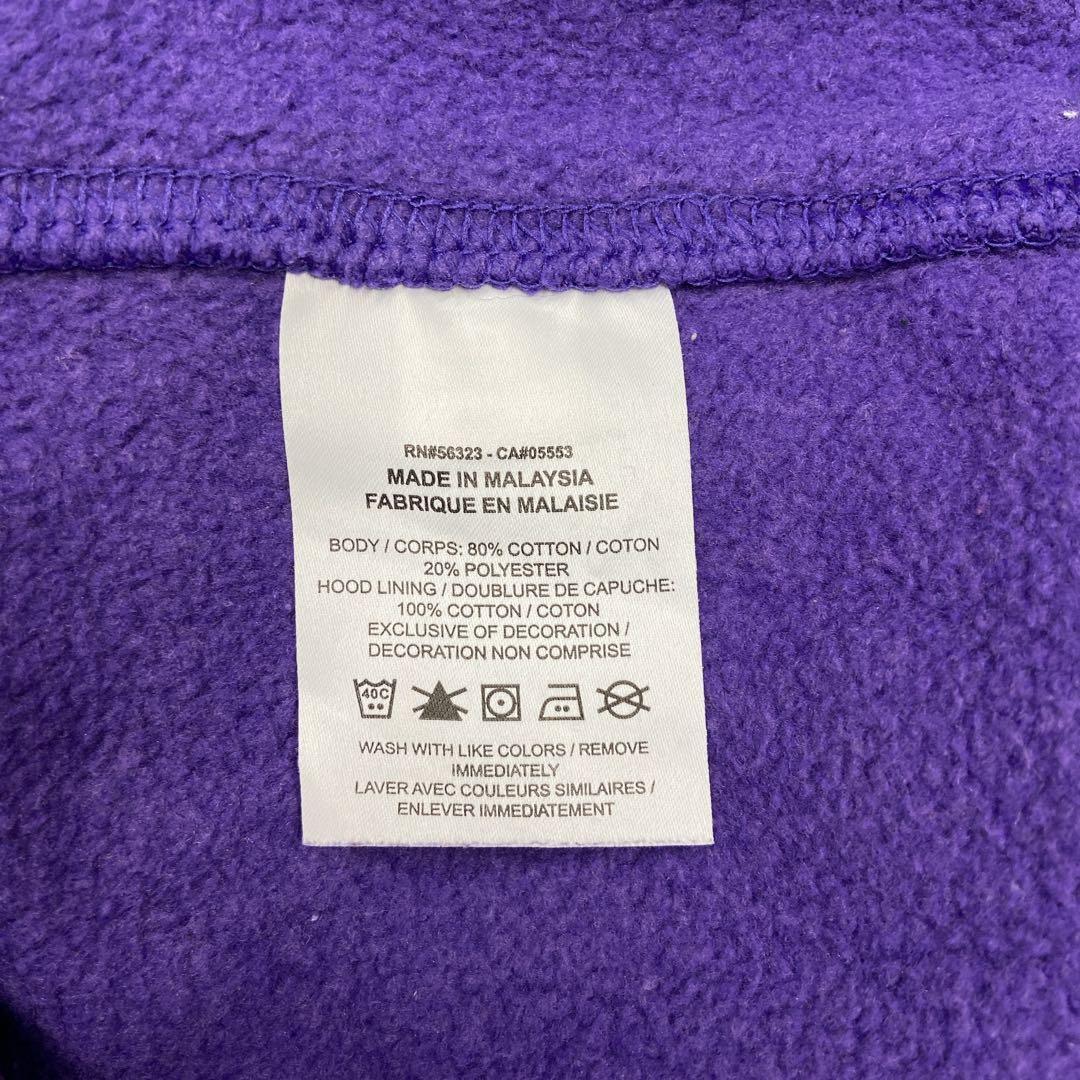 RN#56323 - CA#05553
MADE IN MALAYSIA
FABRIQUE EN MALAISIE
BODY / CORPS: 80% COTTON / COTON
20% POLYESTER
HOOD LINING / DOUBLURE DE CAPUCHE:
100% COTTON / COTON
EXCLUSIVE OF DECORATION /
DECORATION NON COMPRISE
40C
WASH WITH LIKE COLORS / REMOVE
IMMEDIATELY
LAVER AVEC COULEURS SIMILAIRES /
ENLEVER IMMEDIATEMENT